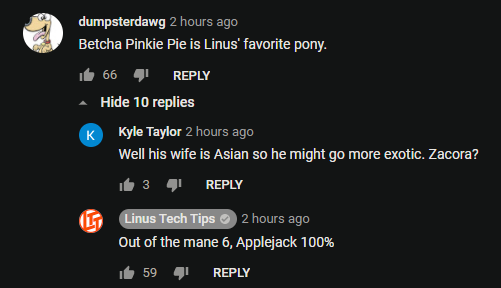 dumpsterdawg 2 hours ago
Betcha Pinkie Pie is Linus' favorite pony.
66 REPLY
Hide 10 replies
K
Kyle Taylor 2 hours ago
Well his wife is Asian so he might go more exotic. Zacora?
3 REPLY
Linus Tech Tips 2 hours ago
Out of the mane 6, Applejack 100%
59 REPLY